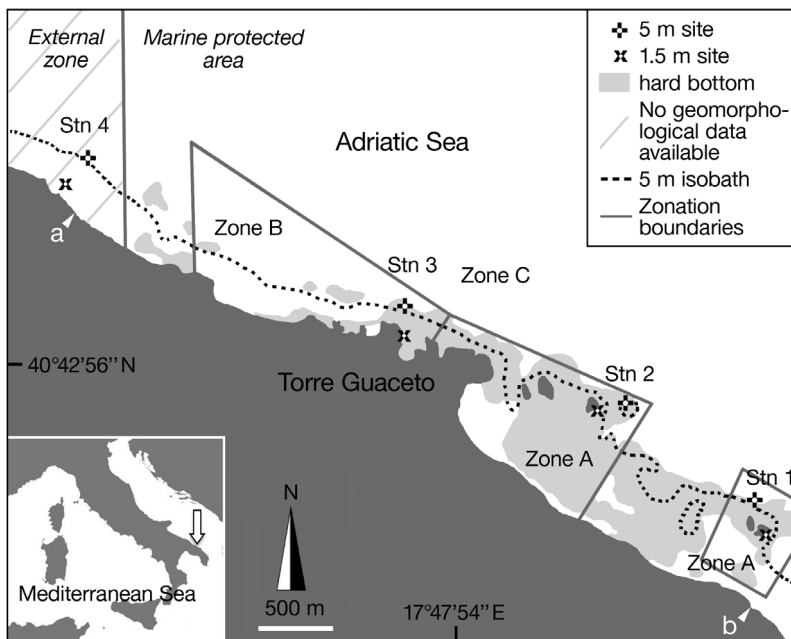 External
zone
Marine protected
area
5 m site
1.5 m site
hard bottom
No geomorpho-
logical data
available
5 m isobath
Zonation
boundaries
Stn 4
Adriatic Sea
a
Zone B
Stn 3
Zone C
40°42'56''N
Torre Guaceto
Stn 2
Zone A
Stn 1
Zone A
N
Mediterranean Sea
500 m
17°47'54''E
b